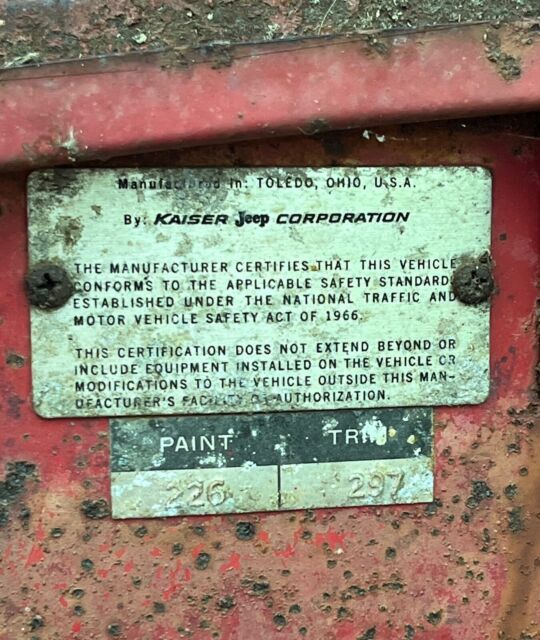 Manufactured in: TOLEDO, OHIO, U.S.A.
By: KAISER Jeep CORPORATION
THE MANUFACTURER CERTIFIES THAT THIS VEHICLE
CONFORMS TO THE APPLICABLE SAFETY STANDARDS
ESTABLISHED UNDER THE NATIONAL TRAFFIC AND
MOTOR VEHICLE SAFETY ACT OF 1966.
THIS CERTIFICATION DOES NOT EXTEND BEYOND OR
INCLUDE EQUIPMENT INSTALLED ON THE VEHICLE OR
MODIFICATIONS TO THE VEHICLE OUTSIDE THIS MAN-
UFACTURER'S FACILITY OR AUTHORIZATION.
PAINT TRIM
226 297